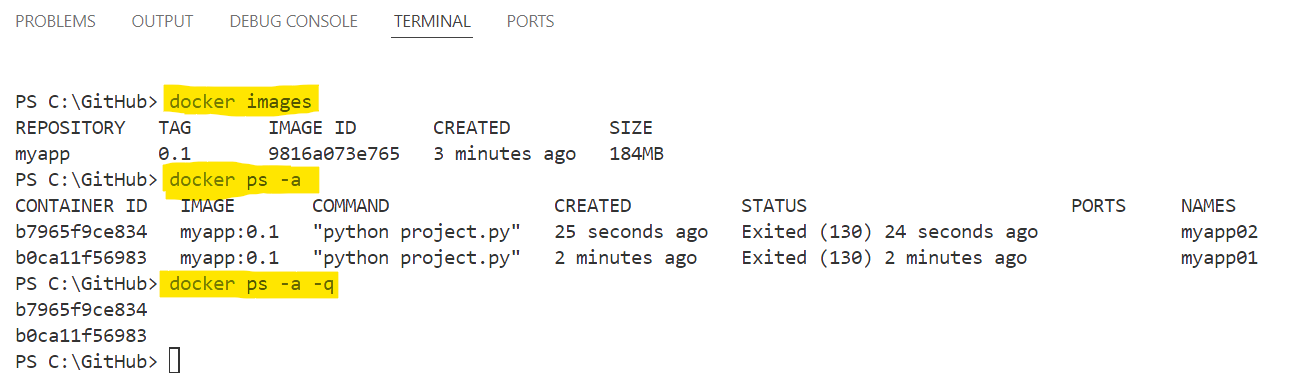 PROBLEMS OUTPUT DEBUG CONSOLE TERMINAL PORTS
PS C:\GitHub> docker images
REPOSITORY TAG IMAGE ID CREATED SIZE
myapp 0.1 9816a073e765 3 minutes ago 184MB
PS C:\GitHub> docker ps -a
CONTAINER ID IMAGE COMMAND CREATED STATUS PORTS NAMES
b7965f9ce834 myapp:0.1 "python project.py" 25 seconds ago Exited (130) 24 seconds ago myapp02
b0ca11f56983 myapp:0.1 "python project.py" 2 minutes ago Exited (130) 2 minutes ago myapp01
PS C:\GitHub> docker ps -a -q
b7965f9ce834
b0ca11f56983
PS C:\GitHub>